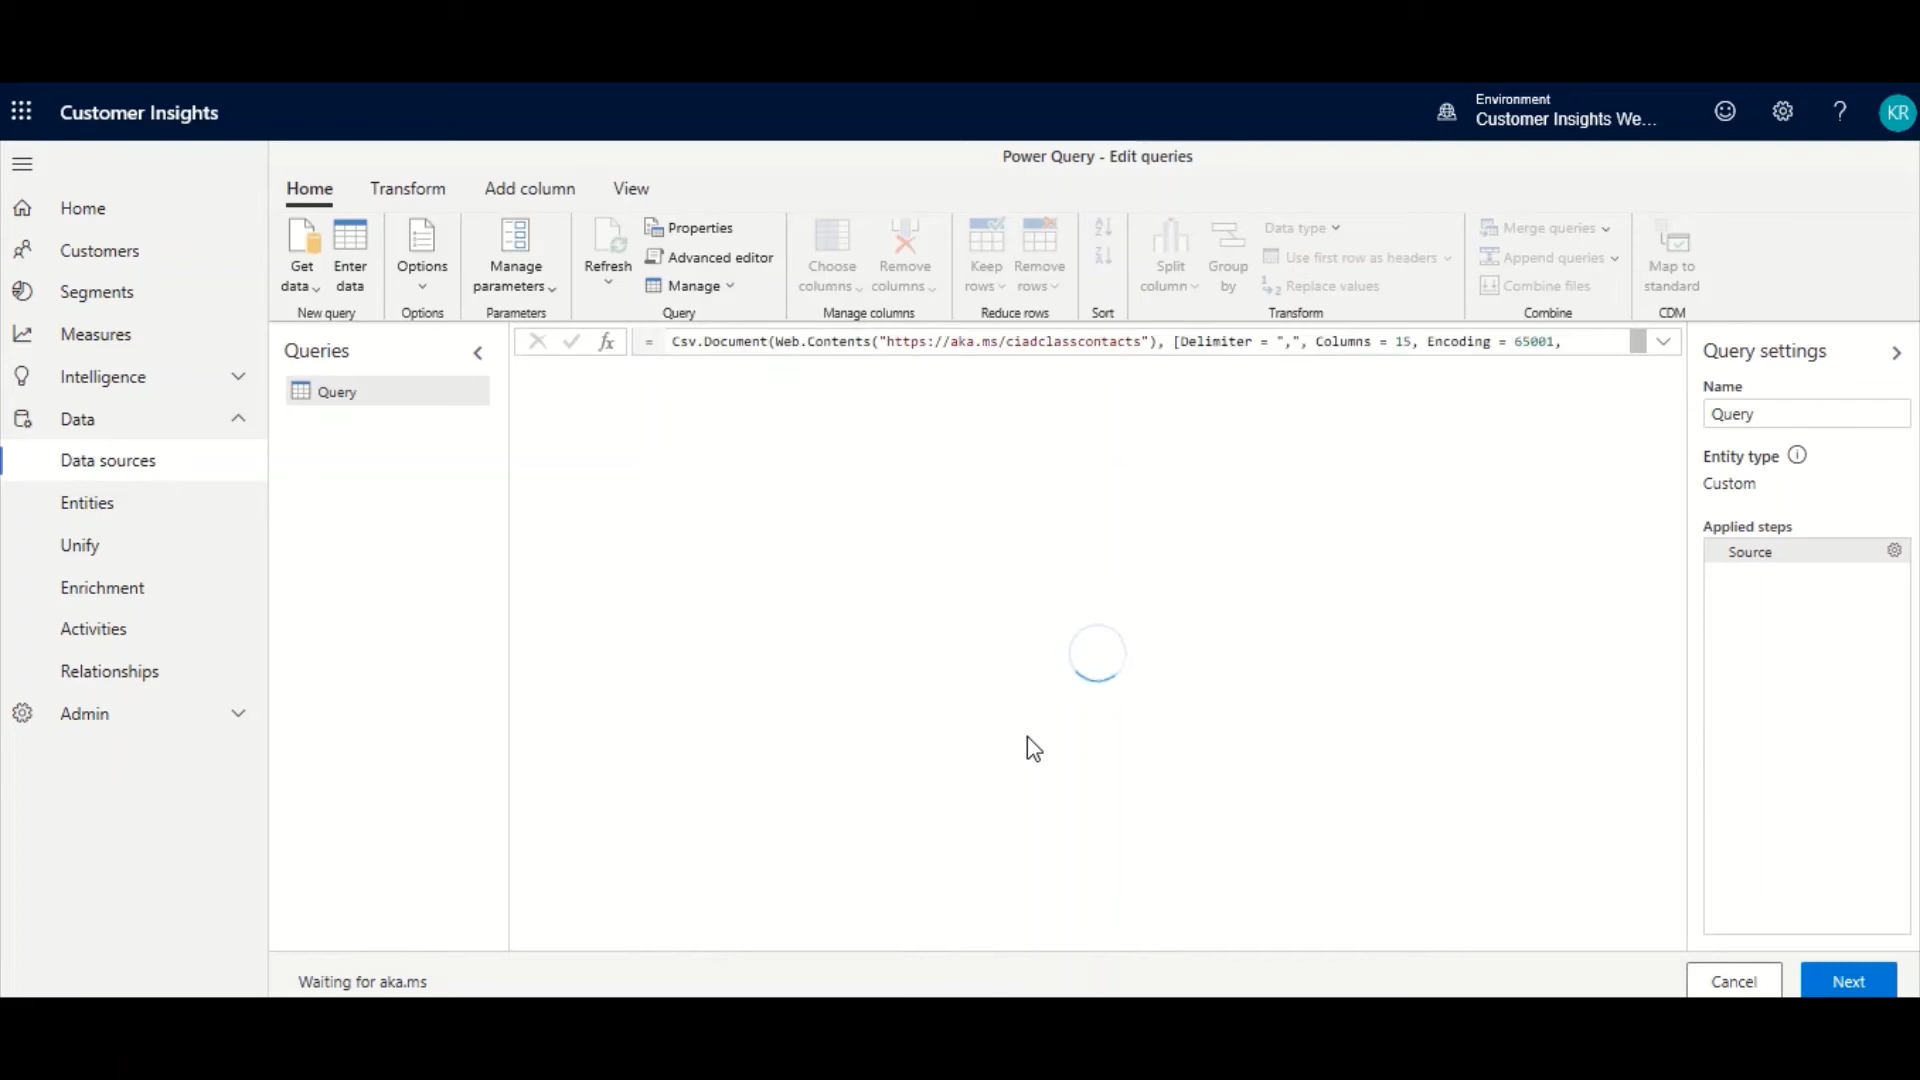 Customer Insights
Environment
Customer Insights We...
?
KR
Power Query - Edit queries
Home
Customers
Segments
Measures
Intelligence
Data
Data sources
Entities
Unify
Enrichment
Activities
Relationships
Admin
Home Transform Add column View
Get data
Enter data
New query
Options
Options
Manage parameters
Parameters
Refresh
Properties
Advanced editor
Manage
Query
Choose columns
Remove columns
Manage columns
Keep rows
Remove rows
Reduce rows
Sort
Split column
Group by
Data type
Use first row as headers
Replace values
Transform
Merge queries
Append queries
Combine files
Combine
Map to standard
CDM
Queries
Query
fx
= Csv.Document(Web.Contents("https://aka.ms/ciadclasscontacts"), [Delimiter = ",", Columns = 15, Encoding = 65001,
Query settings
Name
Query
Entity type
Custom
Applied steps
Source
Waiting for aka.ms
Cancel
Next